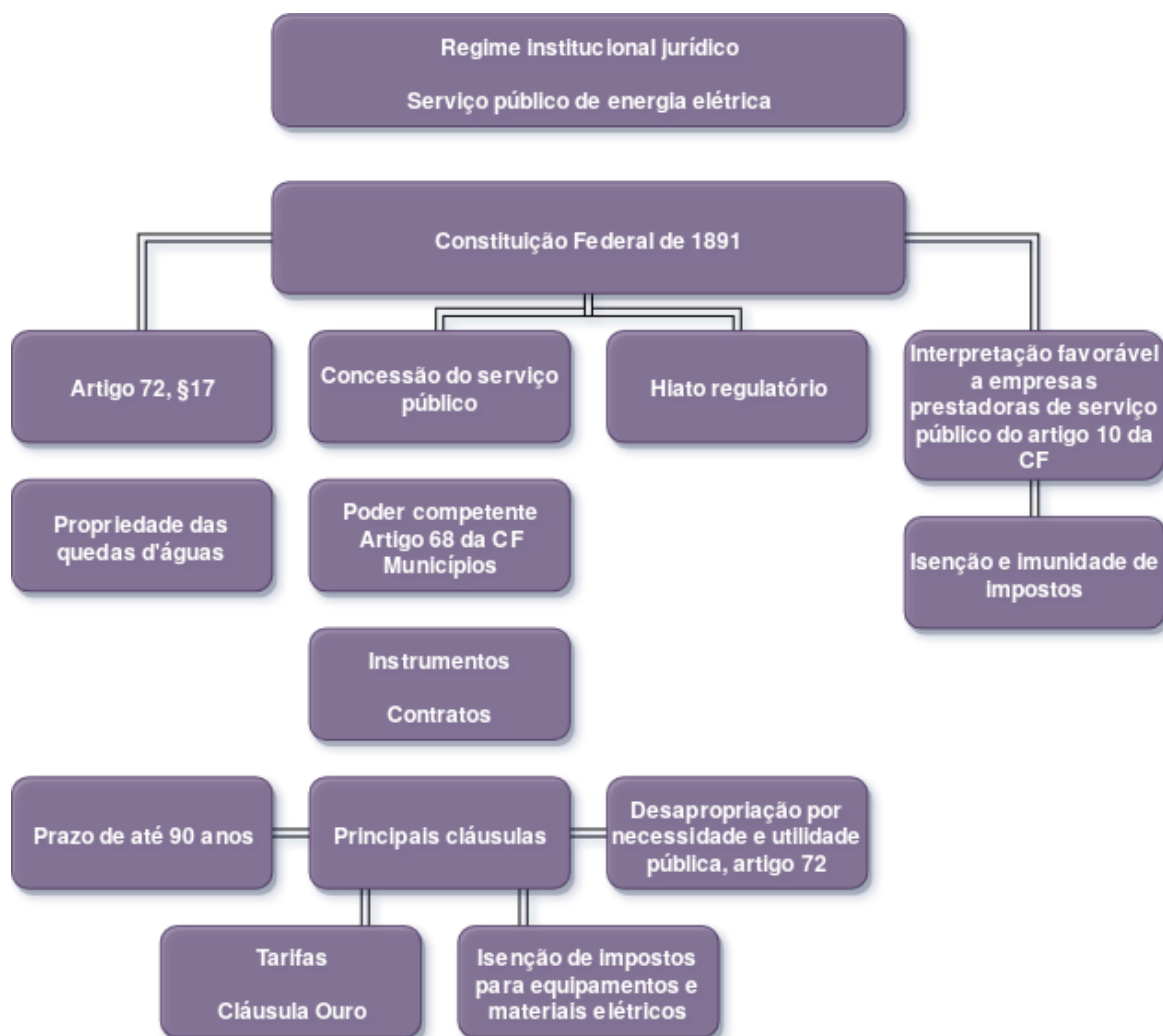 Regime institucional jurídico
Serviço público de energia elétrica
Constituição Federal de 1891
Artigo 72, §17
Concessão do serviço
público
Hiato regulatório
Interpretação favorável
a empresas
prestadoras de serviço
público do artigo 10 da
CF
Propriedade das
quedas d'águas
Poder competente
Artigo 68 da CF
Municípios
Isenção e imunidade de
impostos
Instrumentos
Contratos
Prazo de até 90 anos
Principais cláusulas
Desapropriação por
necessidade e utilidade
pública, artigo 72
Tarifas
Cláusula Ouro
Isenção de impostos
para equipamentos e
materiais elétricos